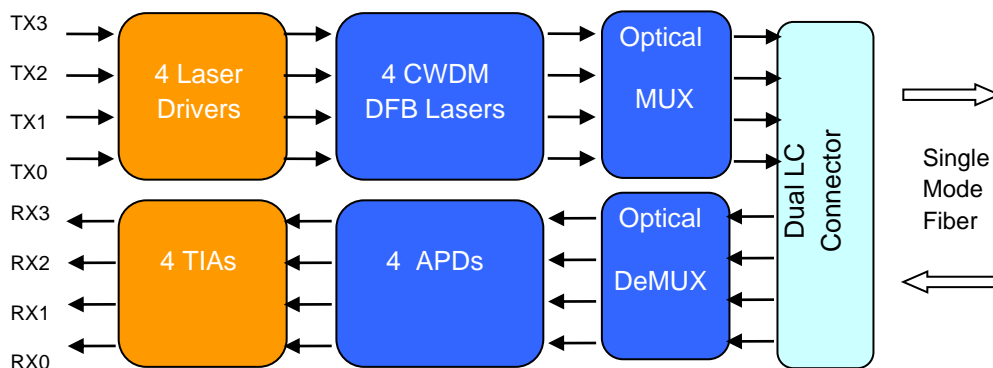 TX3
TX2
TX1
TX0
4 Laser
Drivers
4 CWDM
DFB Lasers
Optical
MUX
Dual LC
Connector
Single
Mode
Fiber
RX3
RX2
RX1
RX0
4 TIAs
4 APDs
Optical
DeMUX